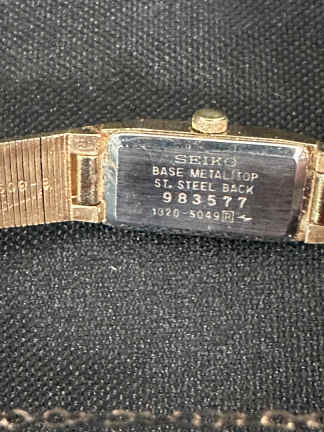 SEIKO
BASE METAL TOP
ST. STEEL BACK
983577
1320-5049 R